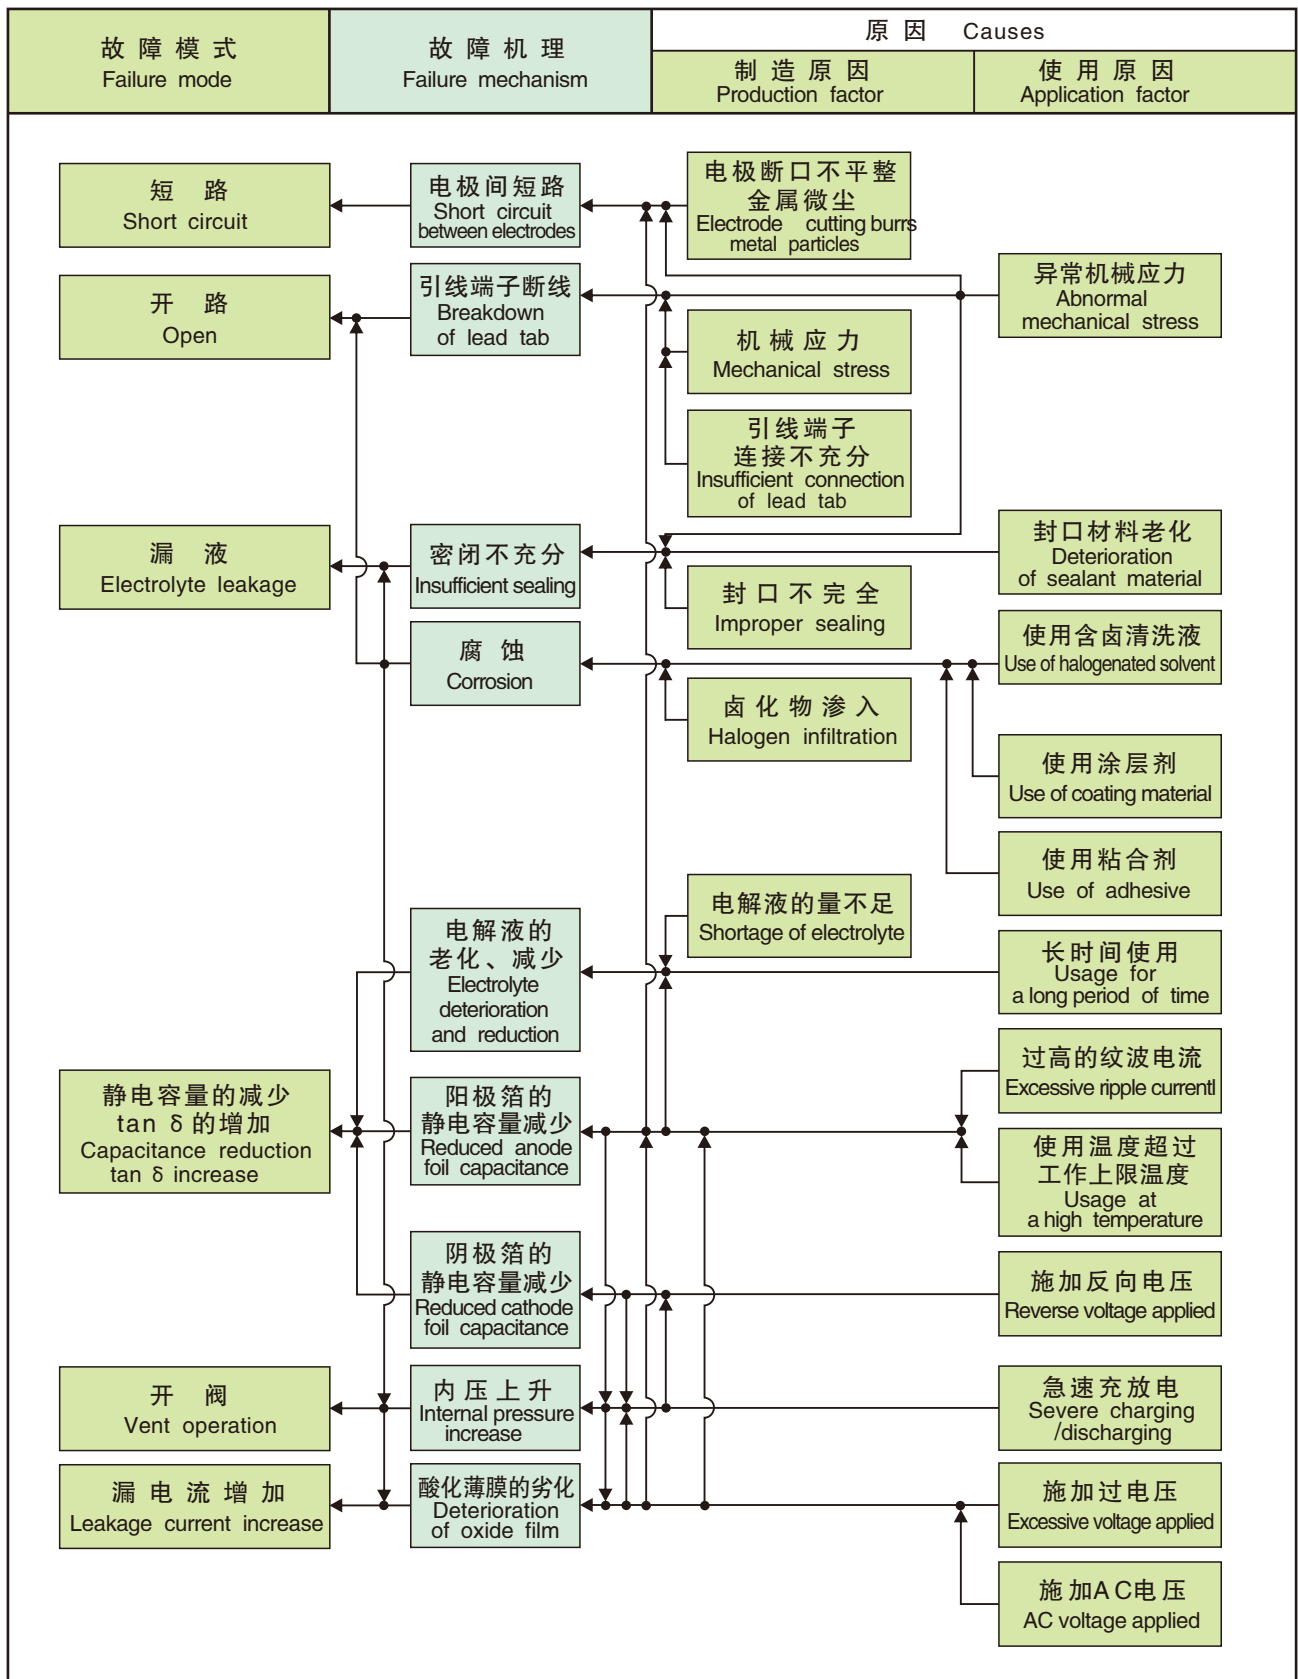 故障模式
Failure mode
故障机理
Failure mechanism
原因 Causes
制造原因
Production factor
使用原因
Application factor
短路
Short circuit
电极间短路
Short circuit
between electrodes
电极断口不平整
金属微尘
Electrode cutting burrs
metal particles
开路
Open
引线端子断线
Breakdown
of lead tab
异常机械应力
Abnormal
mechanical stress
机械应力
Mechanical stress
引线端子
连接不充分
Insufficient connection
of lead tab
漏液
Electrolyte leakage
密闭不充分
Insufficient sealing
封口材料老化
Deterioration
of sealant material
封口不完全
Improper sealing
腐蚀
Corrosion
使用含卤清洗液
Use of halogenated solvent
卤化物渗入
Halogen infiltration
使用涂层剂
Use of coating material
使用粘合剂
Use of adhesive
电解液的量不足
Shortage of electrolyte
电解液的
老化、减少
Electrolyte
deterioration
and reduction
长时间使用
Usage for
a long period of time
过高的纹波电流
Excessive ripple currentl
静电容量的减少
tan δ 的增加
Capacitance reduction
tan δ increase
阳极箔的
静电容量减少
Reduced anode
foil capacitance
使用温度超过
工作上限温度
Usage at
a high temperature
阴极箔的
静电容量减少
Reduced cathode
foil capacitance
施加反向电压
Reverse voltage applied
开阀
Vent operation
内压上升
Internal pressure
increase
急速充放电
Severe charging
/discharging
漏电流增加
Leakage current increase
酸化薄膜的劣化
Deterioration
of oxide film
施加过电压
Excessive voltage applied
施加AC电压
AC voltage applied